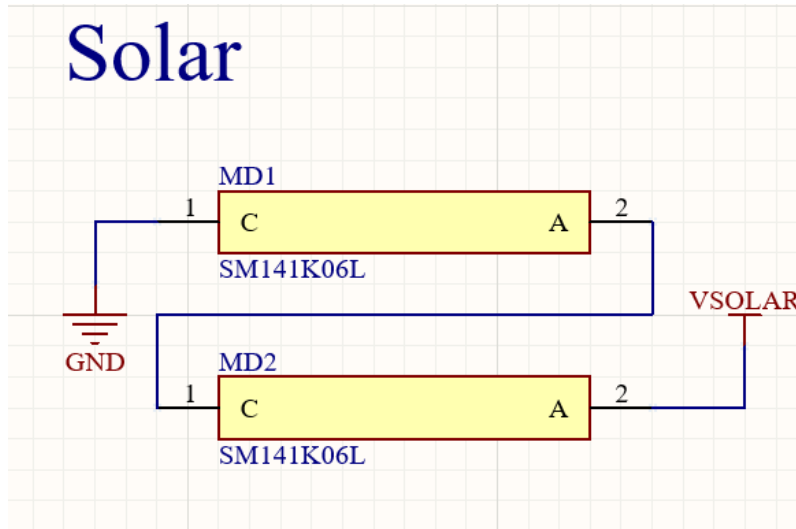 Solar
MD1
1 C A 2
SM141K06L
VSOLAR
GND
MD2
1 C A 2
SM141K06L